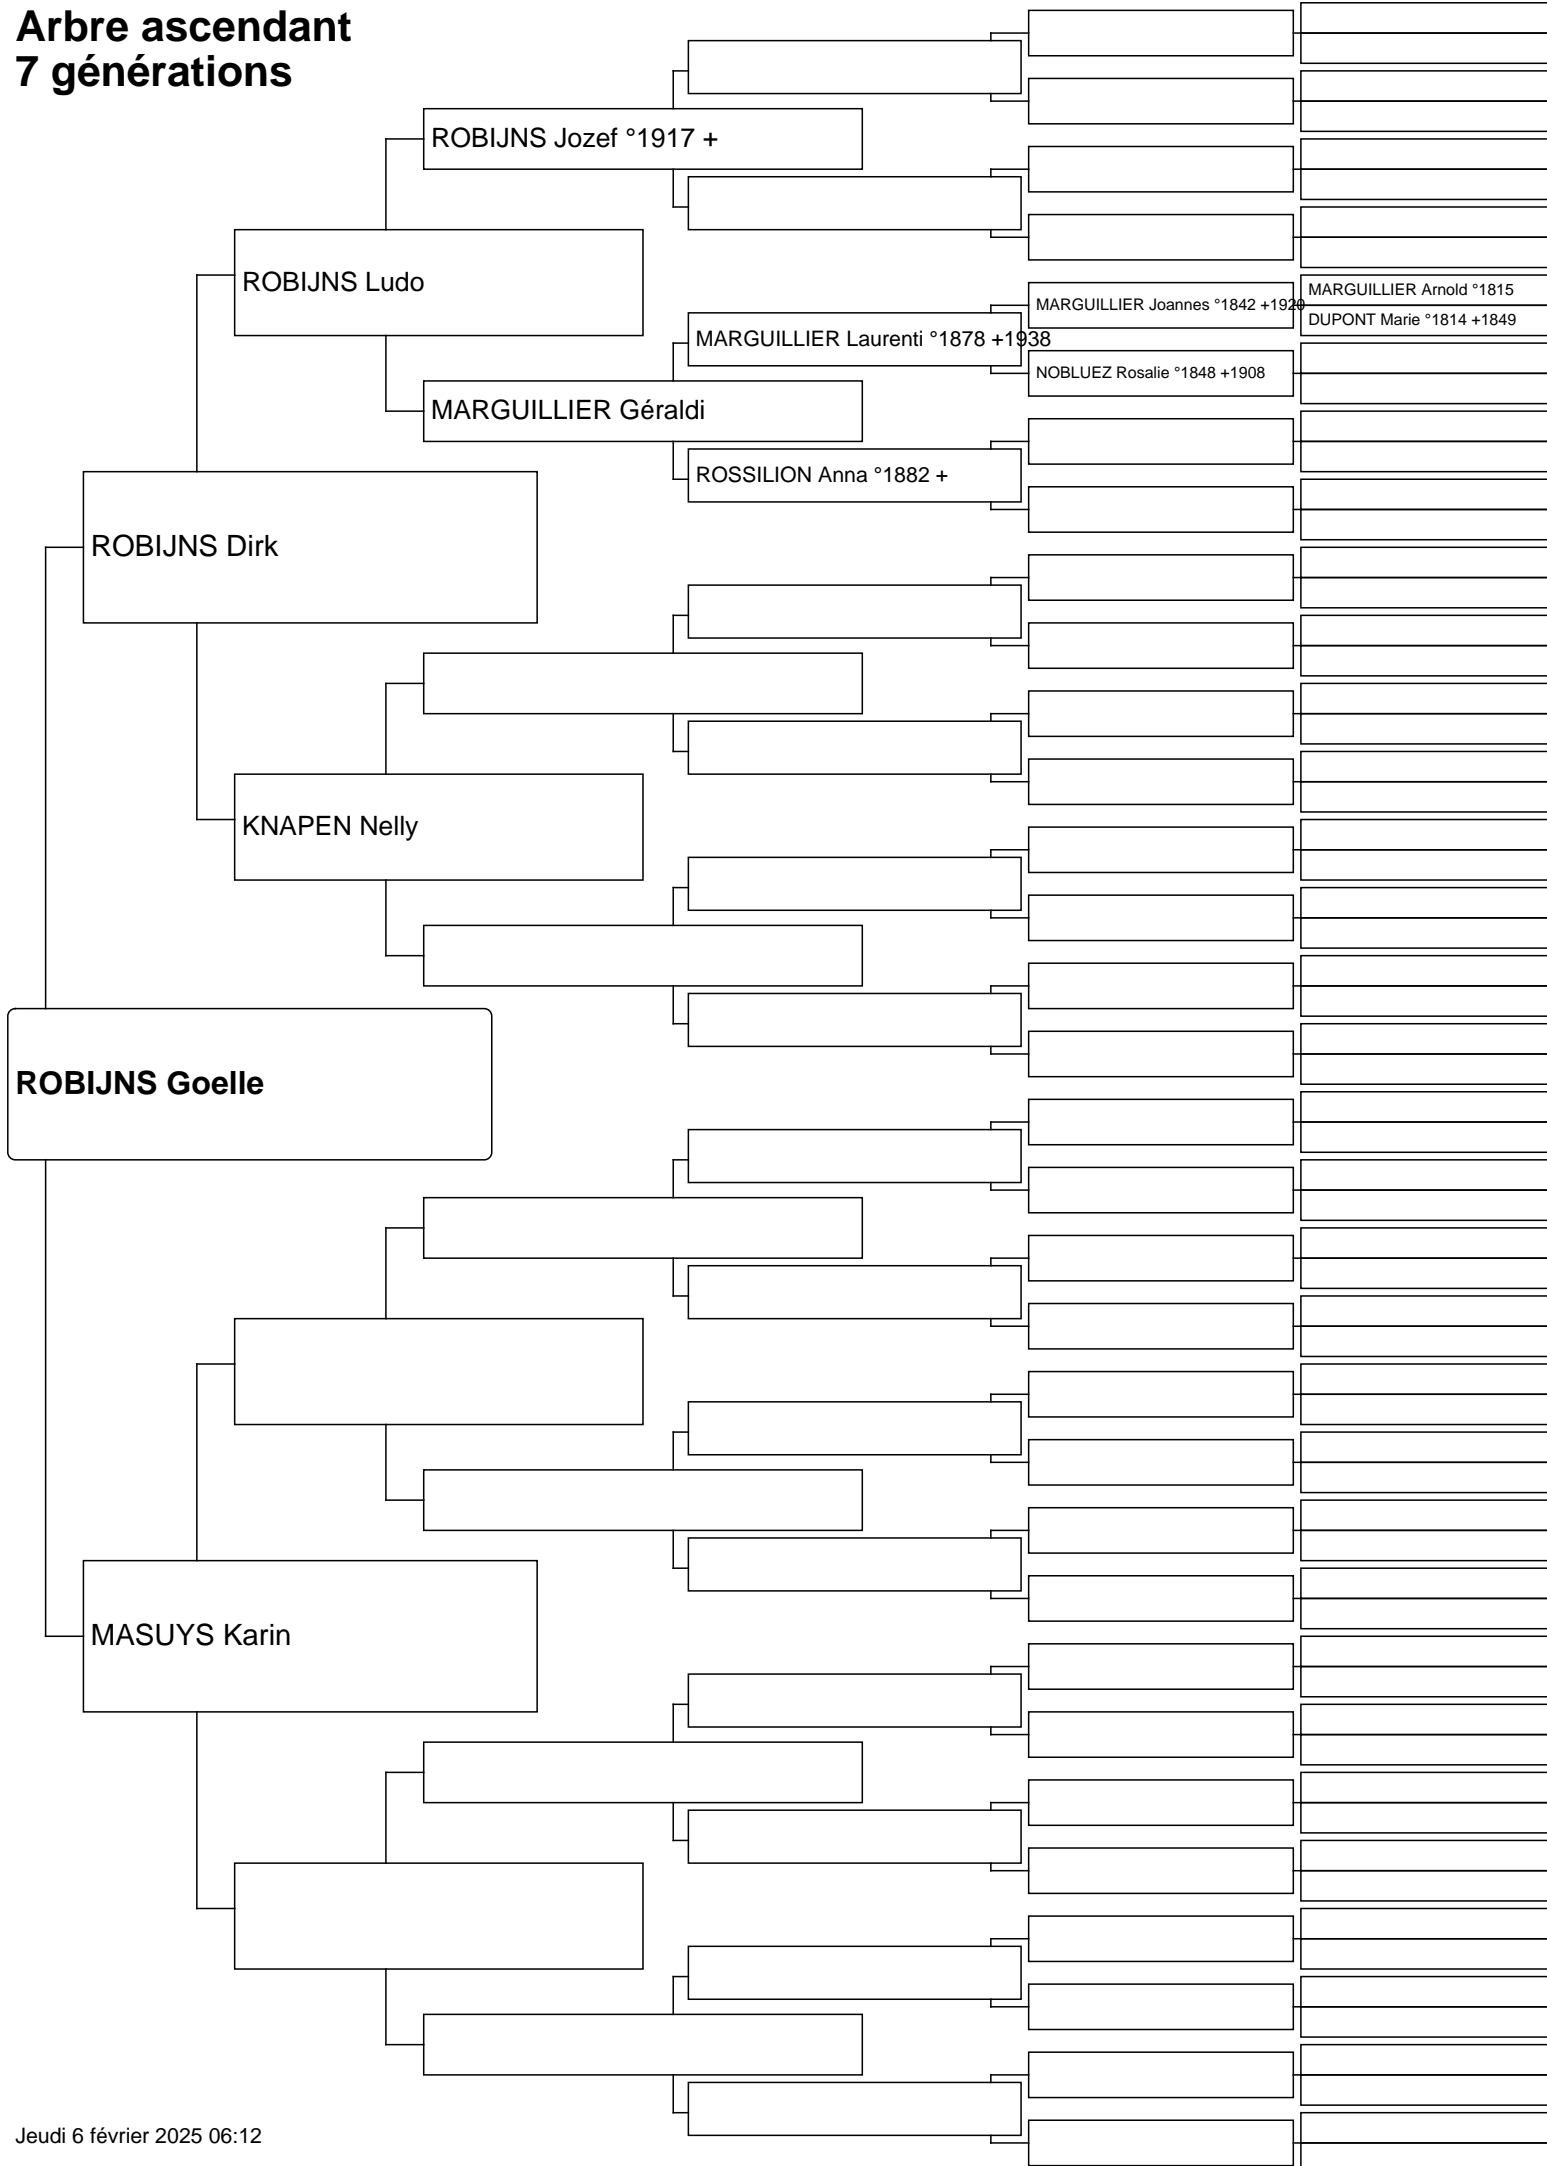 Arbre ascendant
7 générations
ROBIJNS Jozef °1917 +
ROBIJNS Ludo
MARGUILLIER Joannes °1842 +1920
MARGUILLIER Arnold °1815
DUPONT Marie °1814 +1849
MARGUILLIER Laurenti °1878 +1938
NOBLUEZ Rosalie °1848 +1908
MARGUILLIER Géraldi
ROSSILION Anna °1882 +
ROBIJNS Dirk
KNAPEN Nelly
ROBIJNS Goelle
MASUYS Karin
Jeudi 6 février 2025 06:12